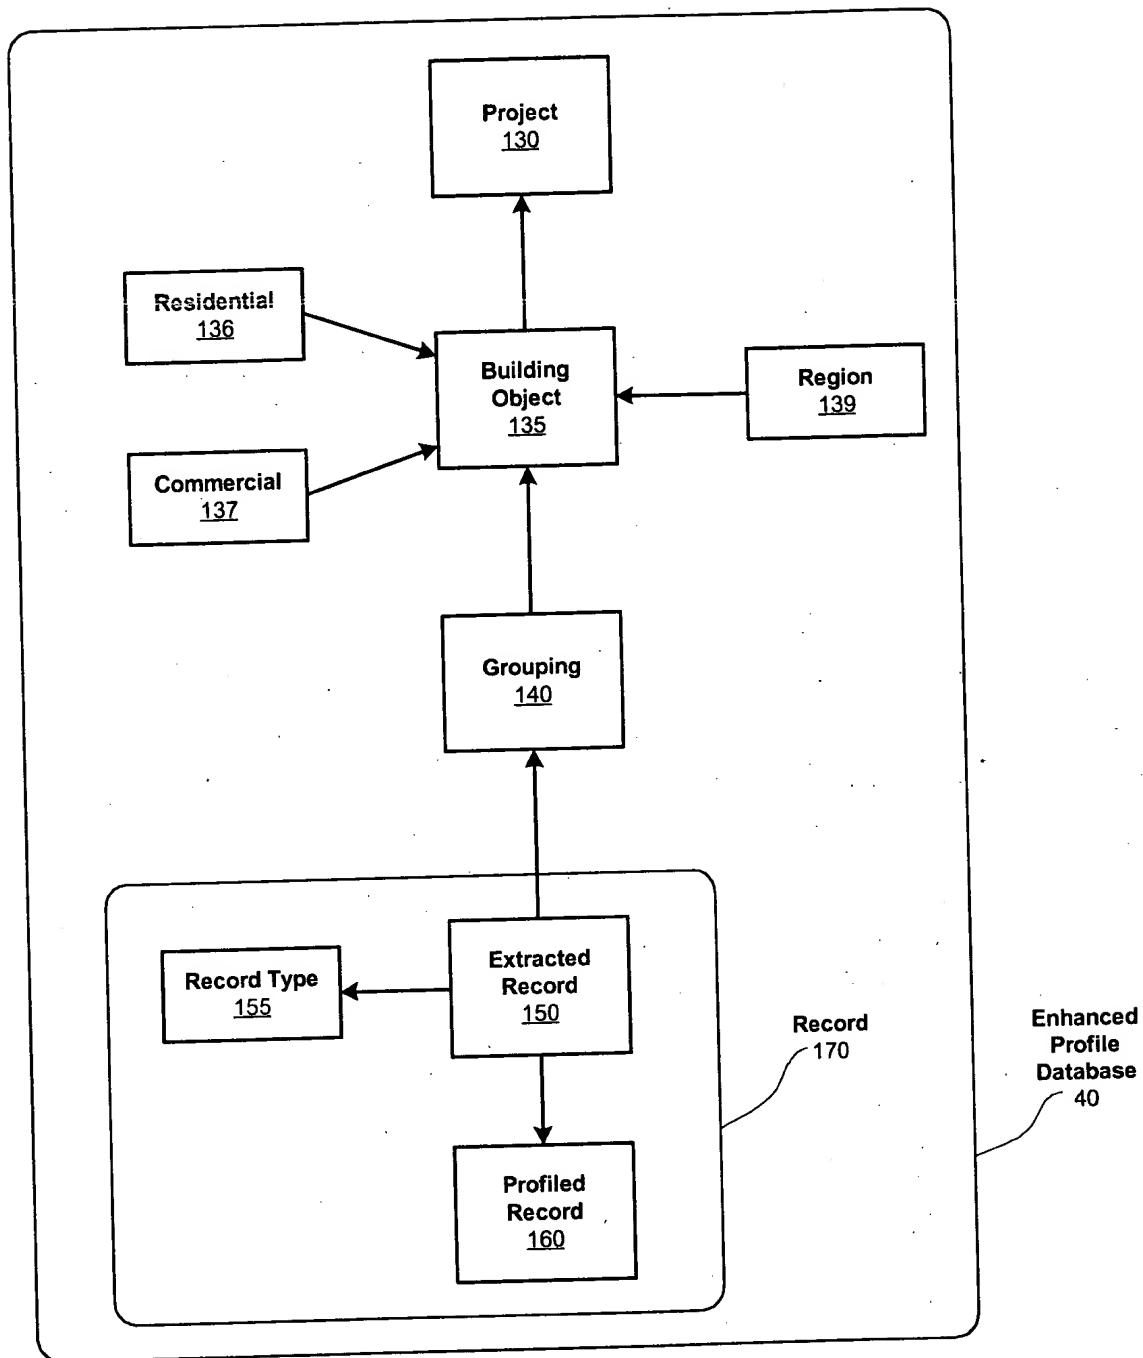 Project
130
Residential
136
Building
Object
135
Region
139
Commercial
137
Grouping
140
Extracted
Record
150
Record Type
155
Record
170
Enhanced
Profile
Database
40
Profiled
Record
160